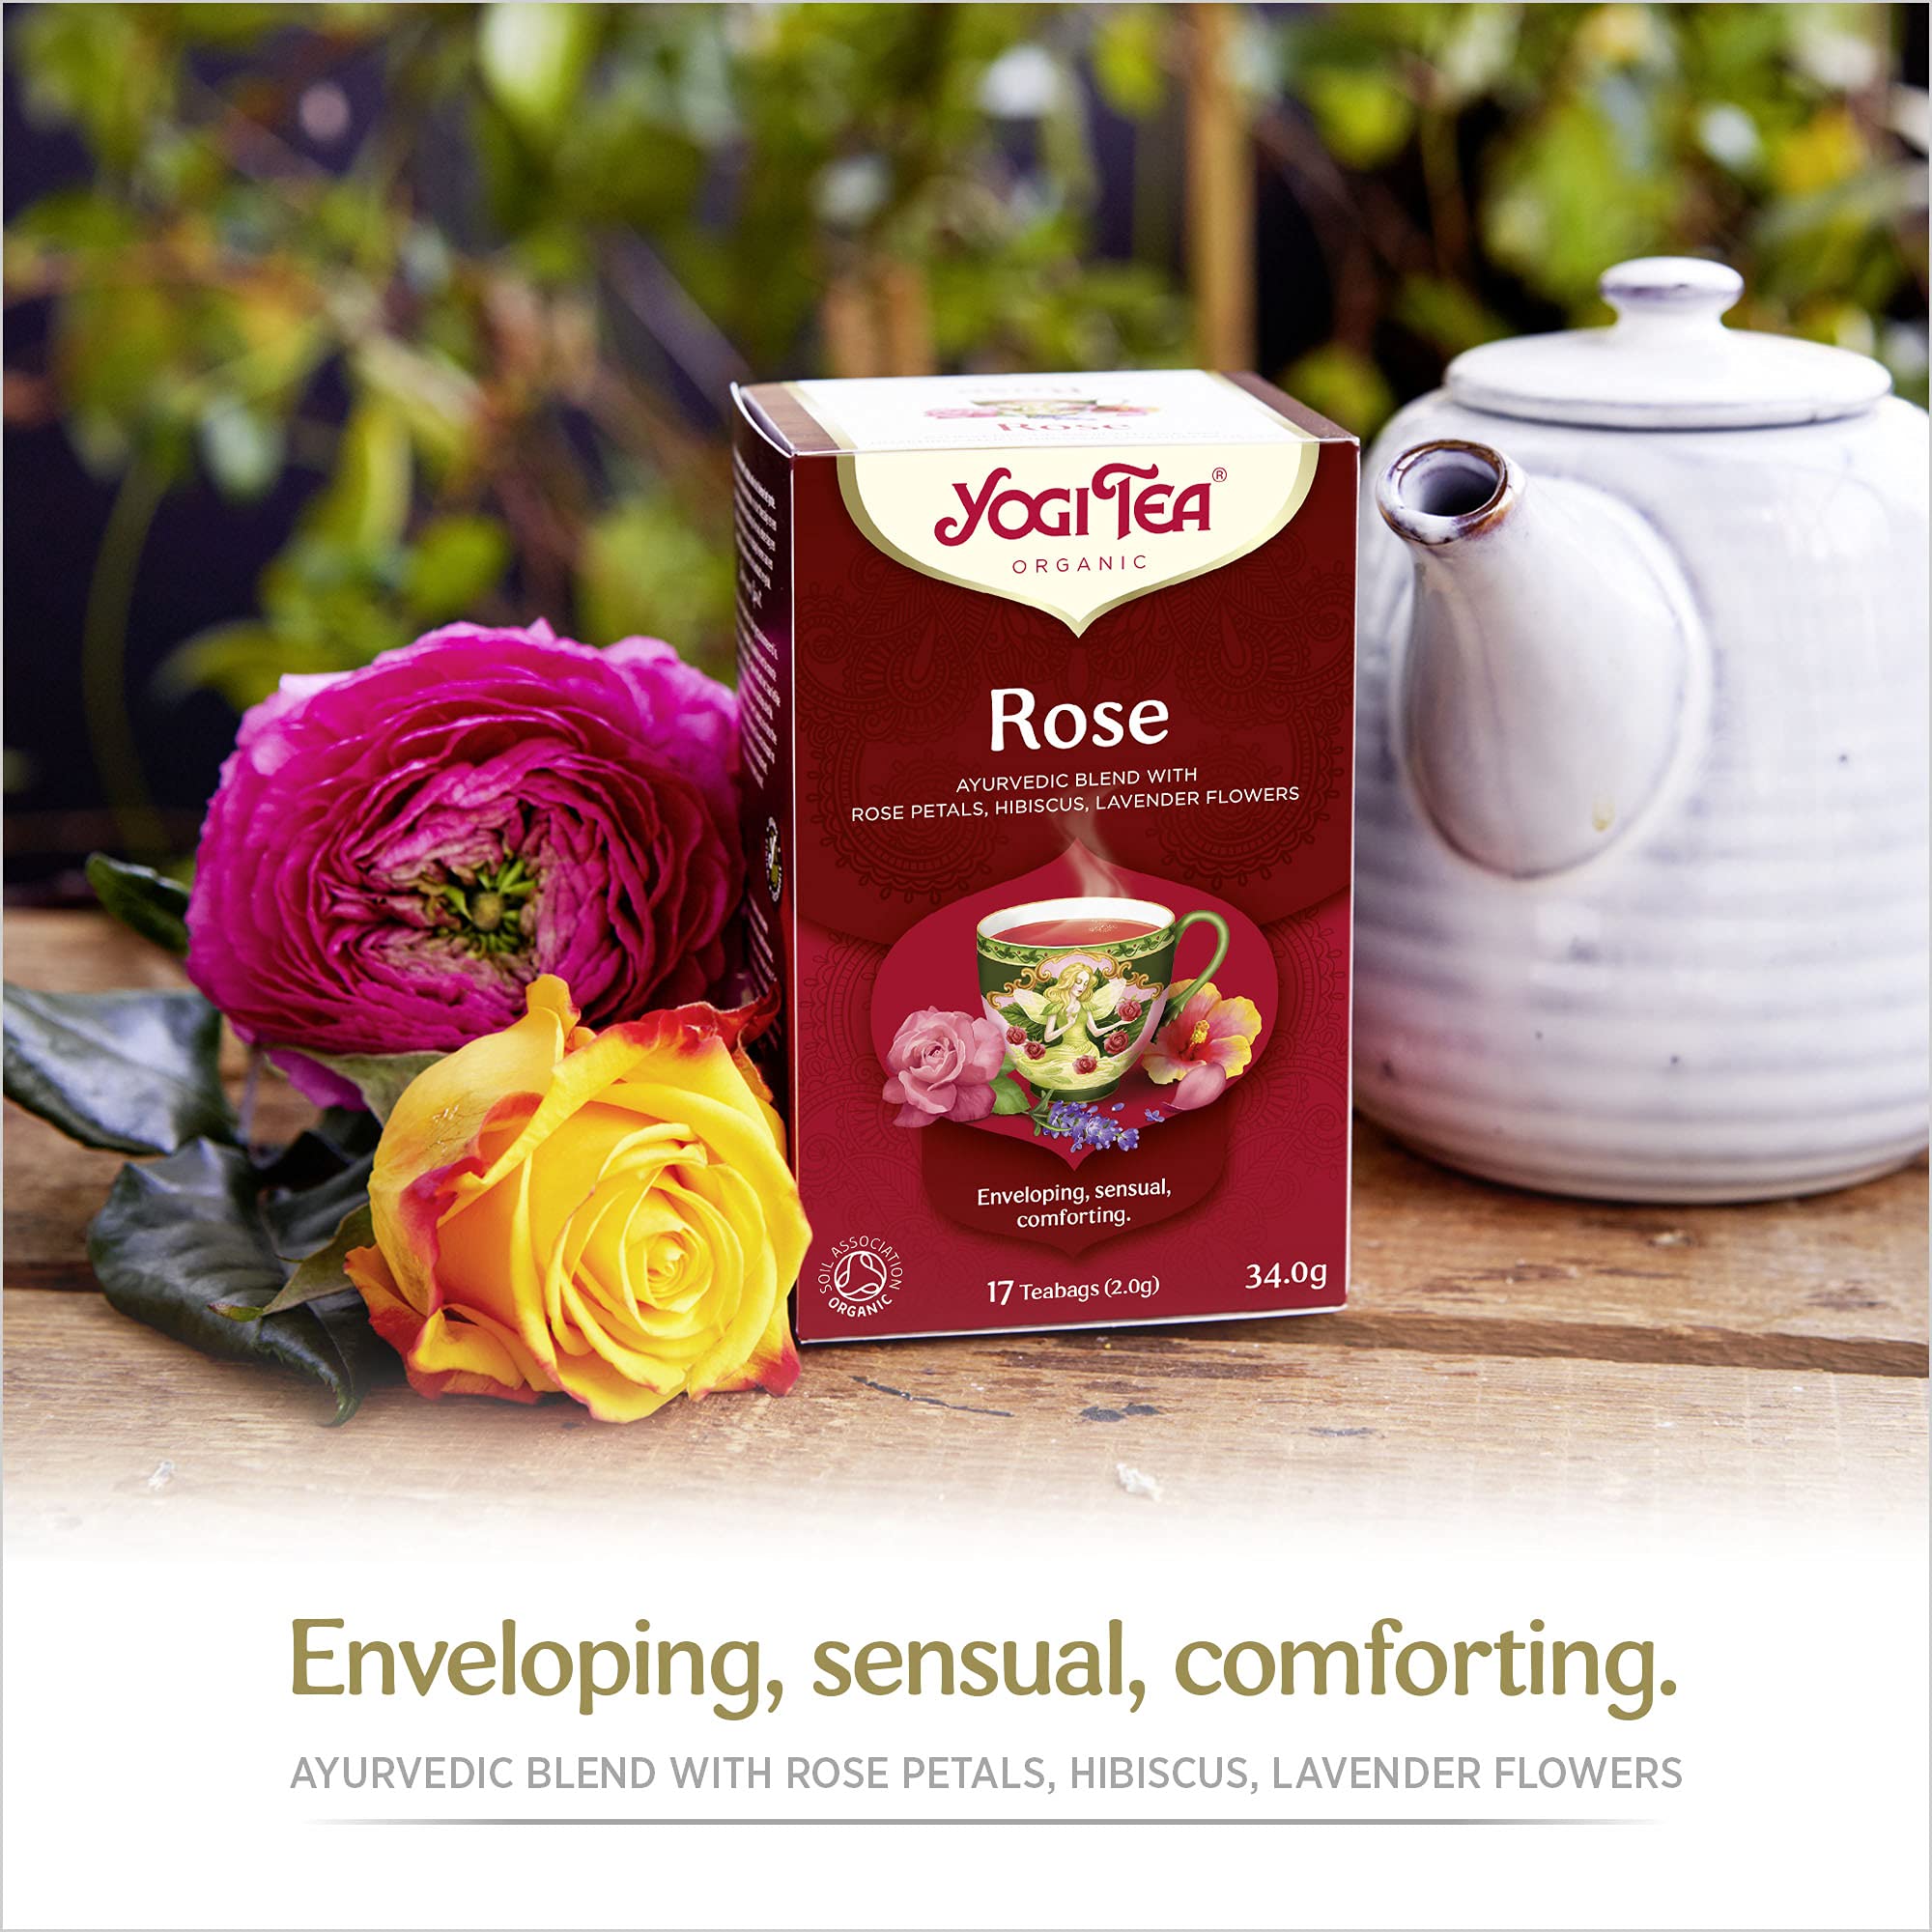 Rose
YOGI TEA®
ORGANIC
Rose
AYURVEDIC BLEND WITH
ROSE PETALS, HIBISCUS, LAVENDER FLOWERS
Enveloping, sensual,
comforting.
SOIL ASSOCIATION
ORGANIC
17 Teabags (2.0g)
34.0g
Enveloping, sensual, comforting.
AYURVEDIC BLEND WITH ROSE PETALS, HIBISCUS, LAVENDER FLOWERS